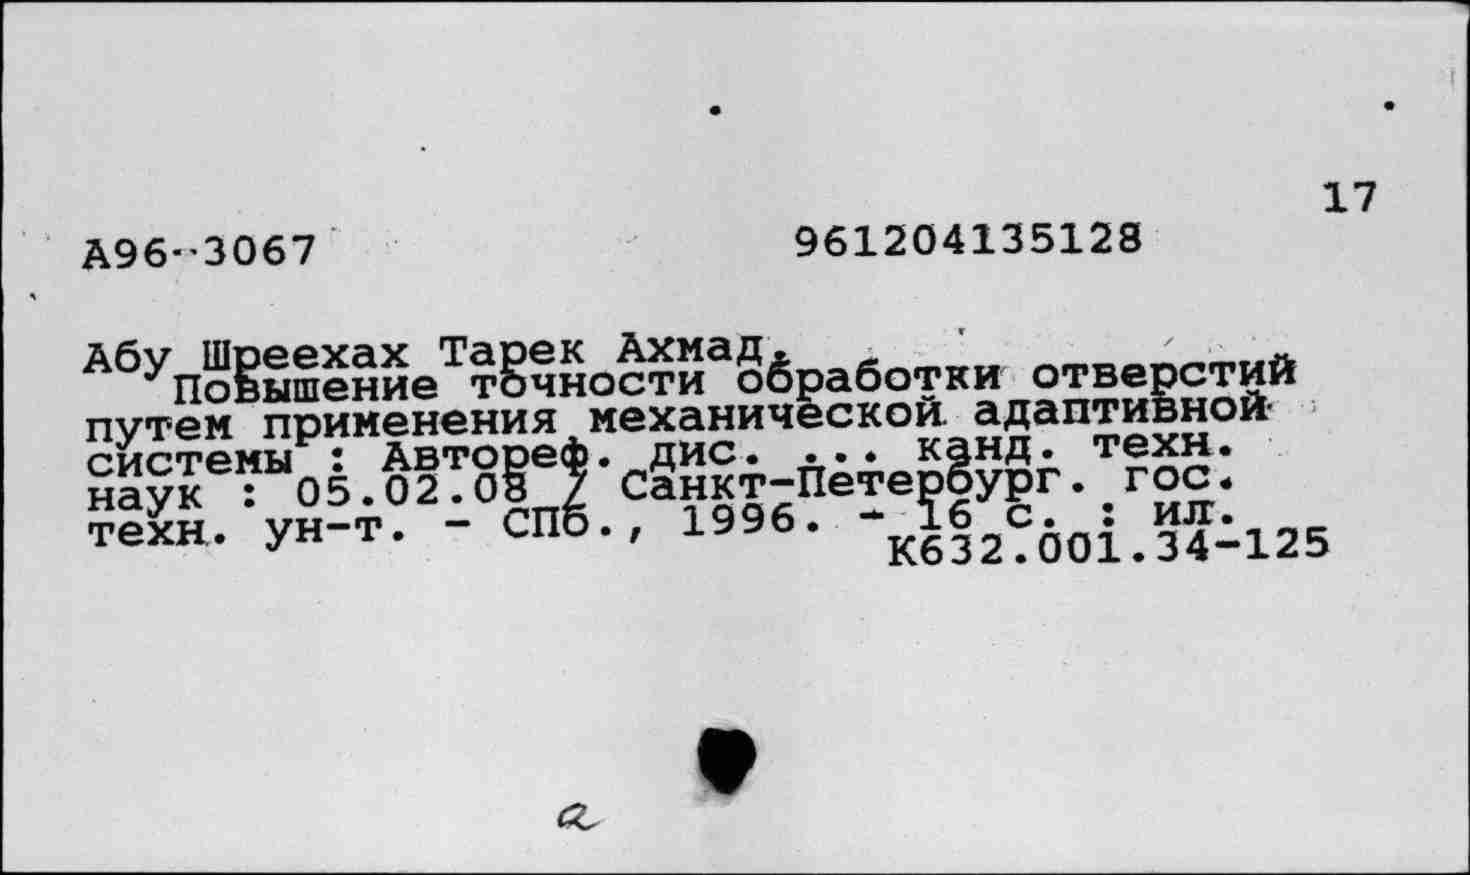 17
А96-3067 961204135128
Абу Шреехах Тарек Ахмад.
Повышение точности обработки отверстий
путем применения механической адаптивной
системы : Автореф. дис. ... канд. техн.
наук : 05.02.08 / Санкт-Петербург. гос.
техн. ун-т. - СПб., 1996. - 16 с. : ил.
К632.001.34-125
а